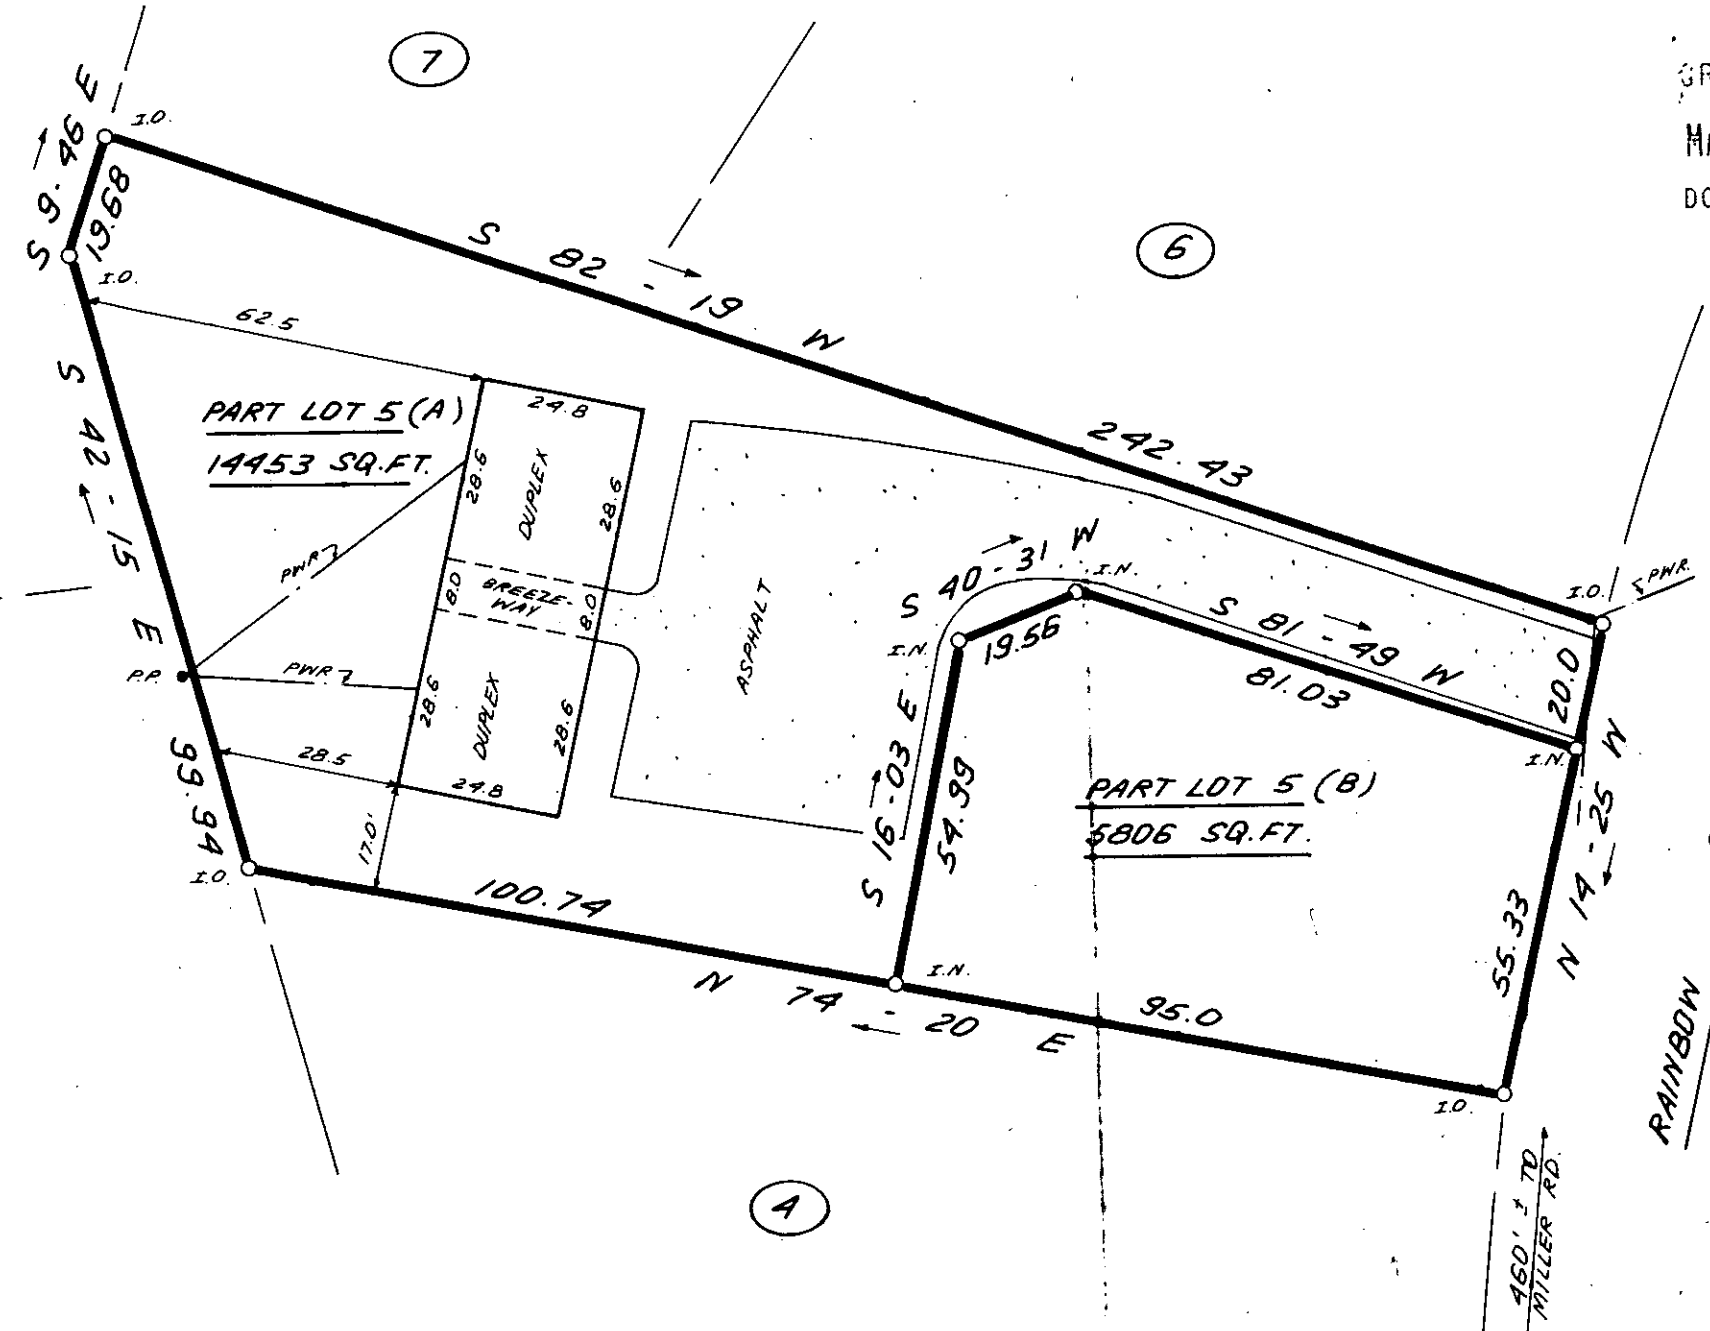 7
I.O.
S 9-46 E
19.68
I.O.
S 82 - 19 W
242.43
6
62.5
PART LOT 5 (A)
14453 SQ.FT.
24.8
28.6
DUPLEX
28.6
PWR
8.0
BREEZE-
WAY
8.0
ASPHALT
S 42-15 E
99.94
P.P.
PWR
28.6
DUPLEX
28.6
28.5
24.8
17.0'
I.O.
100.74
S 40-31 W
19.56
I.N.
I.N.
S 81-49 W
81.03
I.O.
PWR.
20.0
I.N.
S 16-03 E
54.99
PART LOT 5 (B)
5806 SQ.FT.
N 14-25 W
55.33
I.N.
N 74 - 20 E
95.0
I.O.
RAINBOW
4
460' ± TO
MILLER RD.